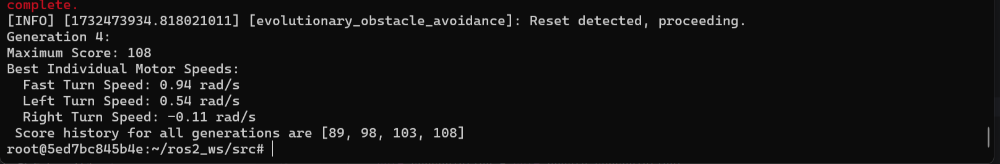 complete.
[INFO] [1732473934.818021011] [evolutionary_obstacle_avoidance]: Reset detected, proceeding.
Generation 4:
Maximum Score: 108
Best Individual Motor Speeds:
  Fast Turn Speed: 0.94 rad/s
  Left Turn Speed: 0.54 rad/s
  Right Turn Speed: -0.11 rad/s
 Score history for all generations are [89, 98, 103, 108]
root@5ed7bc845b4e:~/ros2_ws/src#